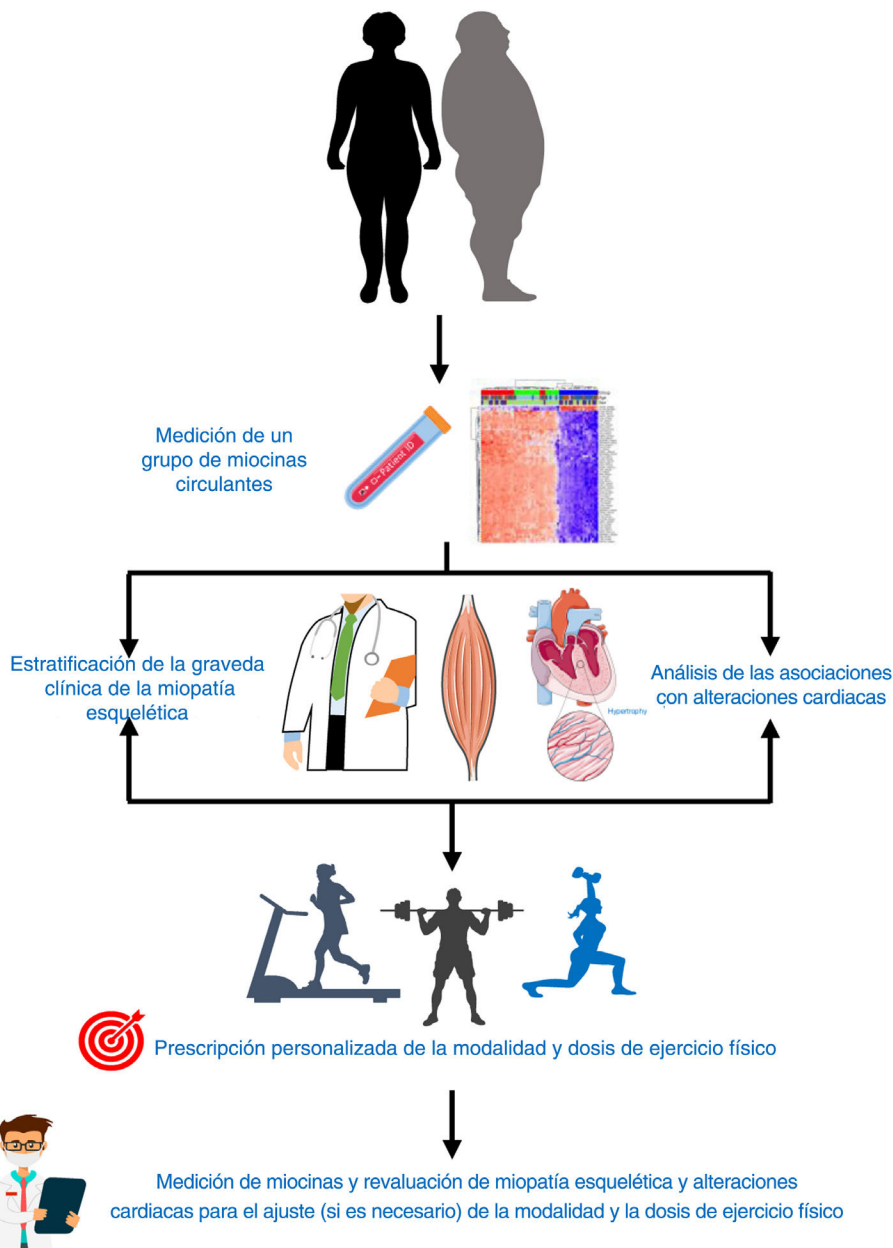 Medición de un
grupo de miocinas
circulantes
Patient ID
Estratificación de la graveda
clínica de la miopatía
esquelética
Hypertrophy
Análisis de las asociaciones
con alteraciones cardiacas
Prescripción personalizada de la modalidad y dosis de ejercicio físico
Medición de miocinas y revaluación de miopatía esquelética y alteraciones
cardiacas para el ajuste (si es necesario) de la modalidad y la dosis de ejercicio físico